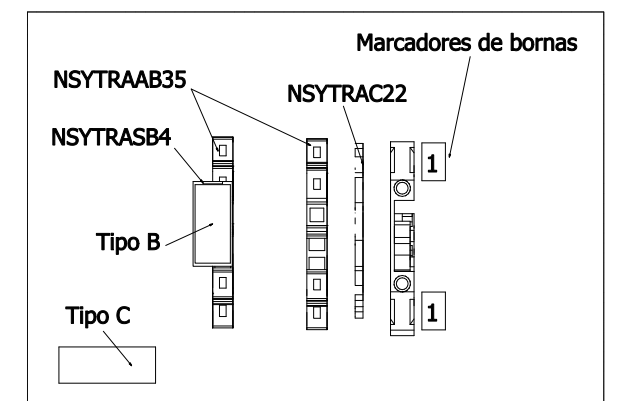 Marcadores de bornas
NSYTRAAB35
NSYTRAC22
NSYTRASB4
1
Tipo B
Tipo C
1